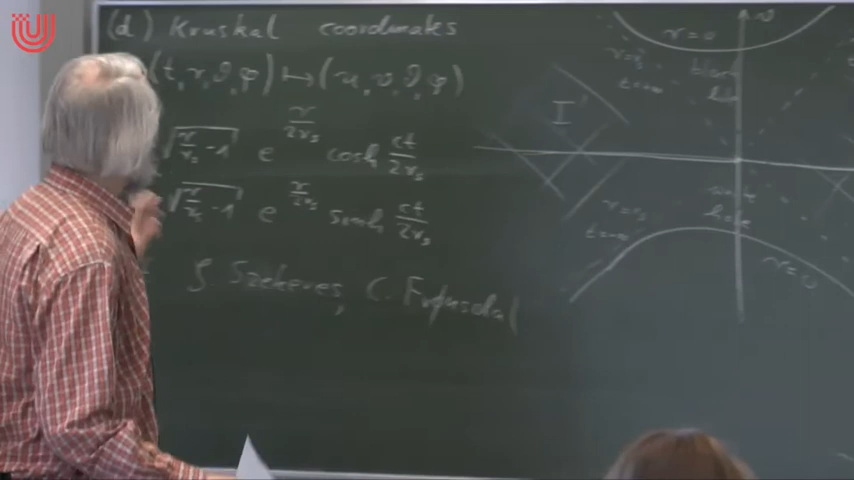 (d) Kruskal coordinates
(t, r, ϑ, φ) ↦ (u, v, ϑ, φ)
√(r/r_s - 1) e^(r/2r_s) cosh ct/2r_s
√(r/r_s - 1) e^(r/2r_s) sinh ct/2r_s
Szekeres, C. Fronsdal
r=0
r=r_s
t=+∞
black
I'
white
hole
r=r_s
t=-∞
r=0